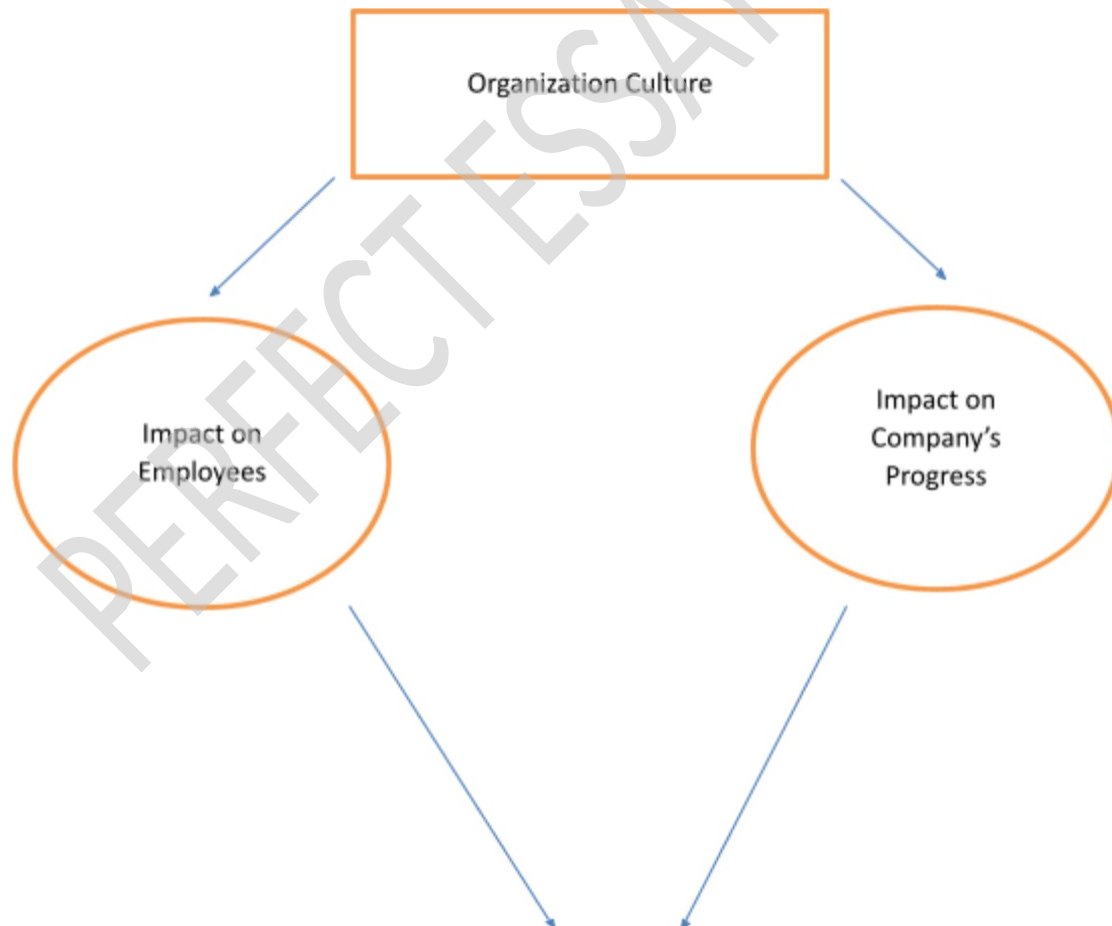 Organization Culture
Impact on
Employees
Impact on
Company's
Progress
PERFECT ESSAY